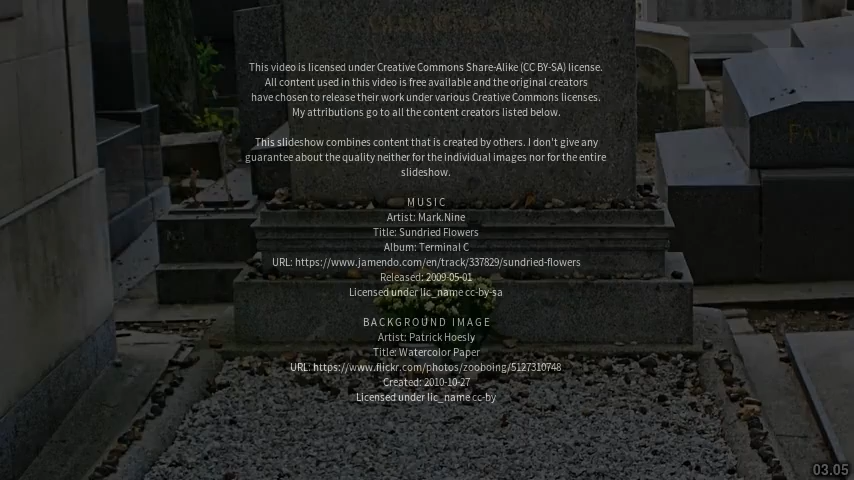 This video is licensed under Creative Commons Share-Alike (CC BY-SA) license.
All content used in this video is free available and the original creators
have chosen to release their work under various Creative Commons licenses.
My attributions go to all the content creators listed below.
This slideshow combines content that is created by others. I don't give any
guarantee about the quality neither for the individual images nor for the entire
slideshow.
MUSIC
Artist: Mark.Nine
Title: Sundried Flowers
Album: Terminal C
URL: https://www.jamendo.com/en/track/337829/sundried-flowers
Released: 2009-05-01
Licensed under lic_name cc-by-sa
BACKGROUND IMAGE
Artist: Patrick Hoesly
Title: Watercolor Paper
URL: https://www.flickr.com/photos/zooboing/5127310748
Created: 2010-10-27
Licensed under lic_name cc-by
03.05